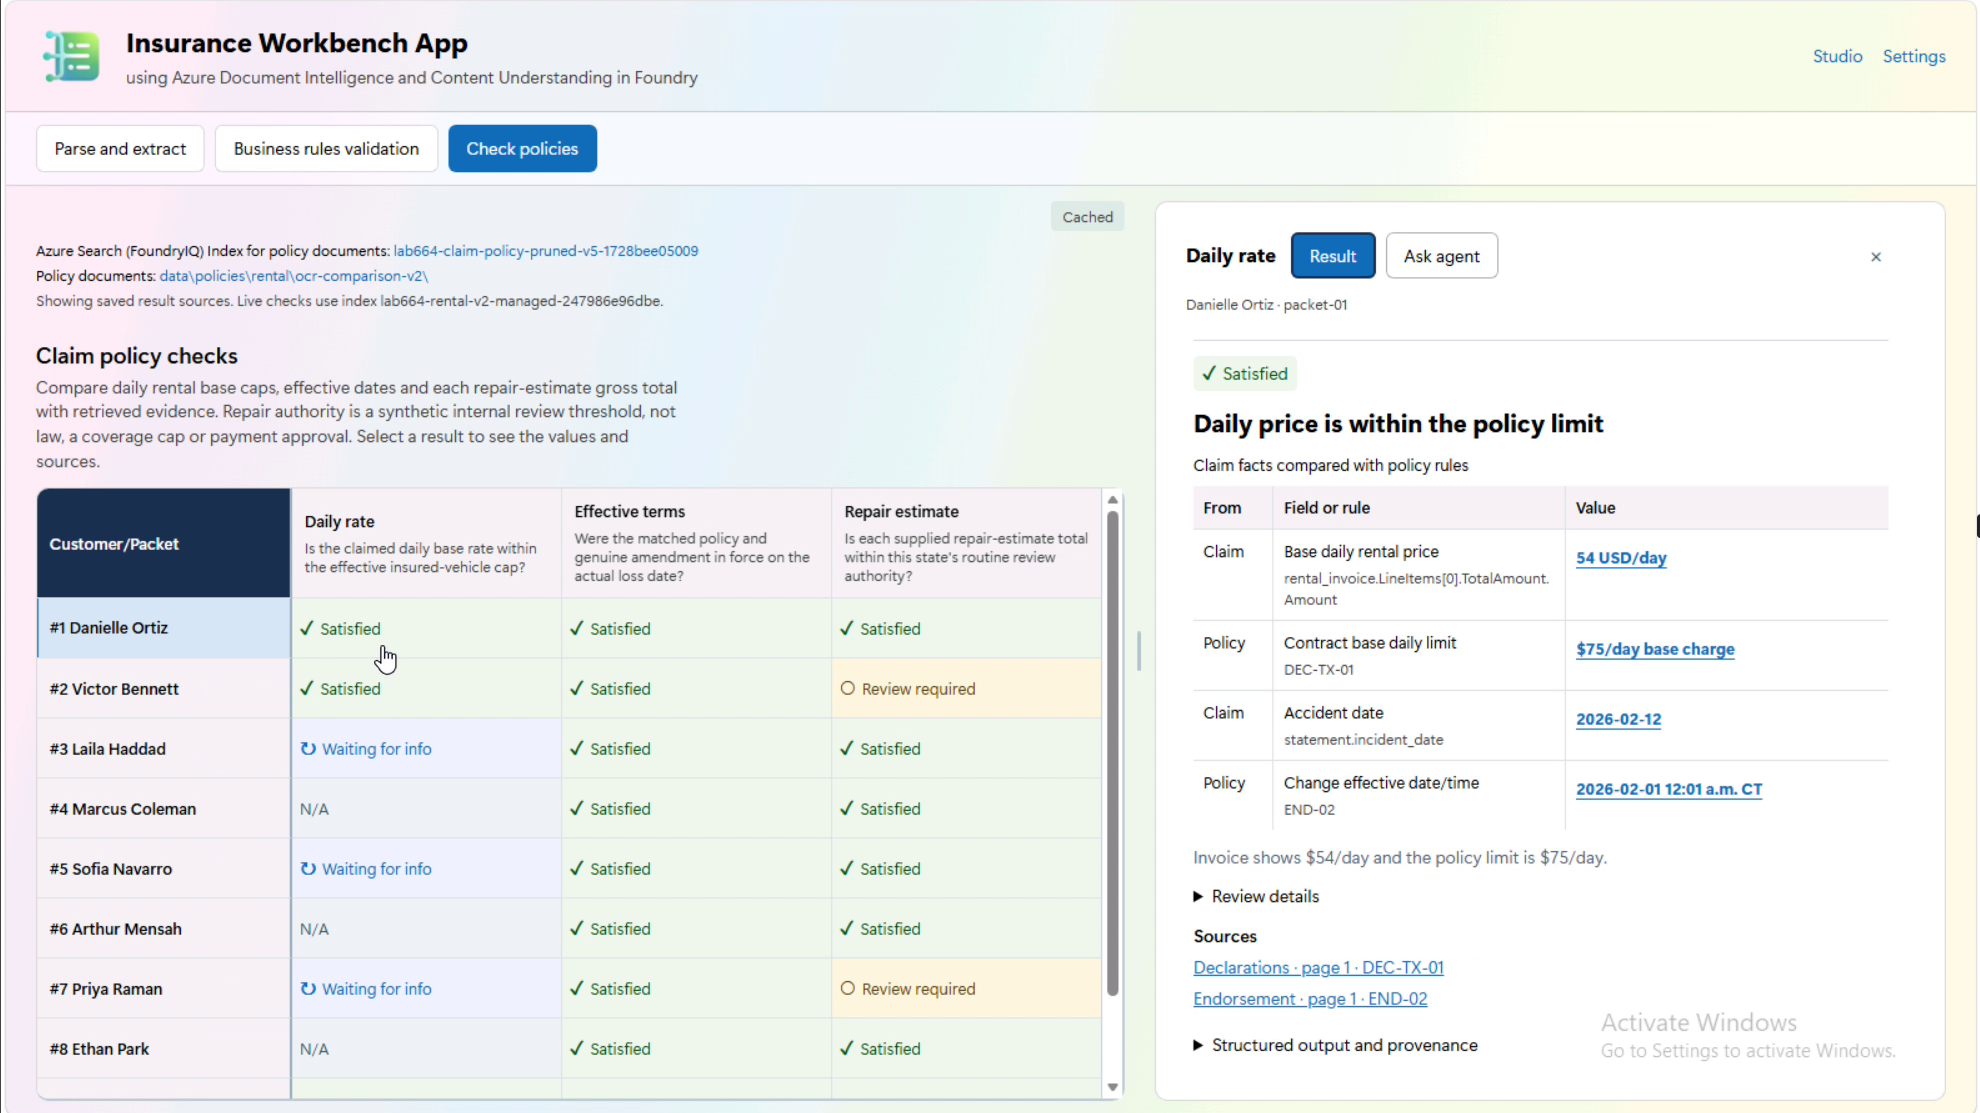 Insurance Workbench App
using Azure Document Intelligence and Content Understanding in Foundry
Studio
Settings
Parse and extract
Business rules validation
Check policies
Cached
Azure Search (FoundryIQ) Index for policy documents: lab664-claim-policy-pruned-v5-1728bee05009
Policy documents: data\policies\rental\ocr-comparison-v2\
Showing saved result sources. Live checks use index lab664-rental-v2-managed-247986e96dbe.
Claim policy checks
Compare daily rental base caps, effective dates and each repair-estimate gross total
with retrieved evidence. Repair authority is a synthetic internal review threshold, not
law, a coverage cap or payment approval. Select a result to see the values and
sources.
Customer/Packet
Daily rate
Is the claimed daily base rate within
the effective insured-vehicle cap?
Effective terms
Were the matched policy and
genuine amendment in force on the
actual loss date?
Repair estimate
Is each supplied repair-estimate total
within this state's routine review
authority?
#1 Danielle Ortiz
✓ Satisfied
✓ Satisfied
✓ Satisfied
#2 Victor Bennett
✓ Satisfied
✓ Satisfied
○ Review required
#3 Laila Haddad
↻ Waiting for info
✓ Satisfied
✓ Satisfied
#4 Marcus Coleman
N/A
✓ Satisfied
✓ Satisfied
#5 Sofia Navarro
↻ Waiting for info
✓ Satisfied
✓ Satisfied
#6 Arthur Mensah
N/A
✓ Satisfied
✓ Satisfied
#7 Priya Raman
↻ Waiting for info
✓ Satisfied
○ Review required
#8 Ethan Park
N/A
✓ Satisfied
✓ Satisfied
Daily rate
Result
Ask agent
×
Danielle Ortiz · packet-01
✓ Satisfied
Daily price is within the policy limit
Claim facts compared with policy rules
From
Field or rule
Value
Claim
Base daily rental price
rental_invoice.LineItems[0].TotalAmount.
Amount
54 USD/day
Policy
Contract base daily limit
DEC-TX-01
$75/day base charge
Claim
Accident date
statement.incident_date
2026-02-12
Policy
Change effective date/time
END-02
2026-02-01 12:01 a.m. CT
Invoice shows $54/day and the policy limit is $75/day.
▶ Review details
Sources
Declarations · page 1 · DEC-TX-01
Endorsement · page 1 · END-02
▶ Structured output and provenance
Activate Windows
Go to Settings to activate Windows.